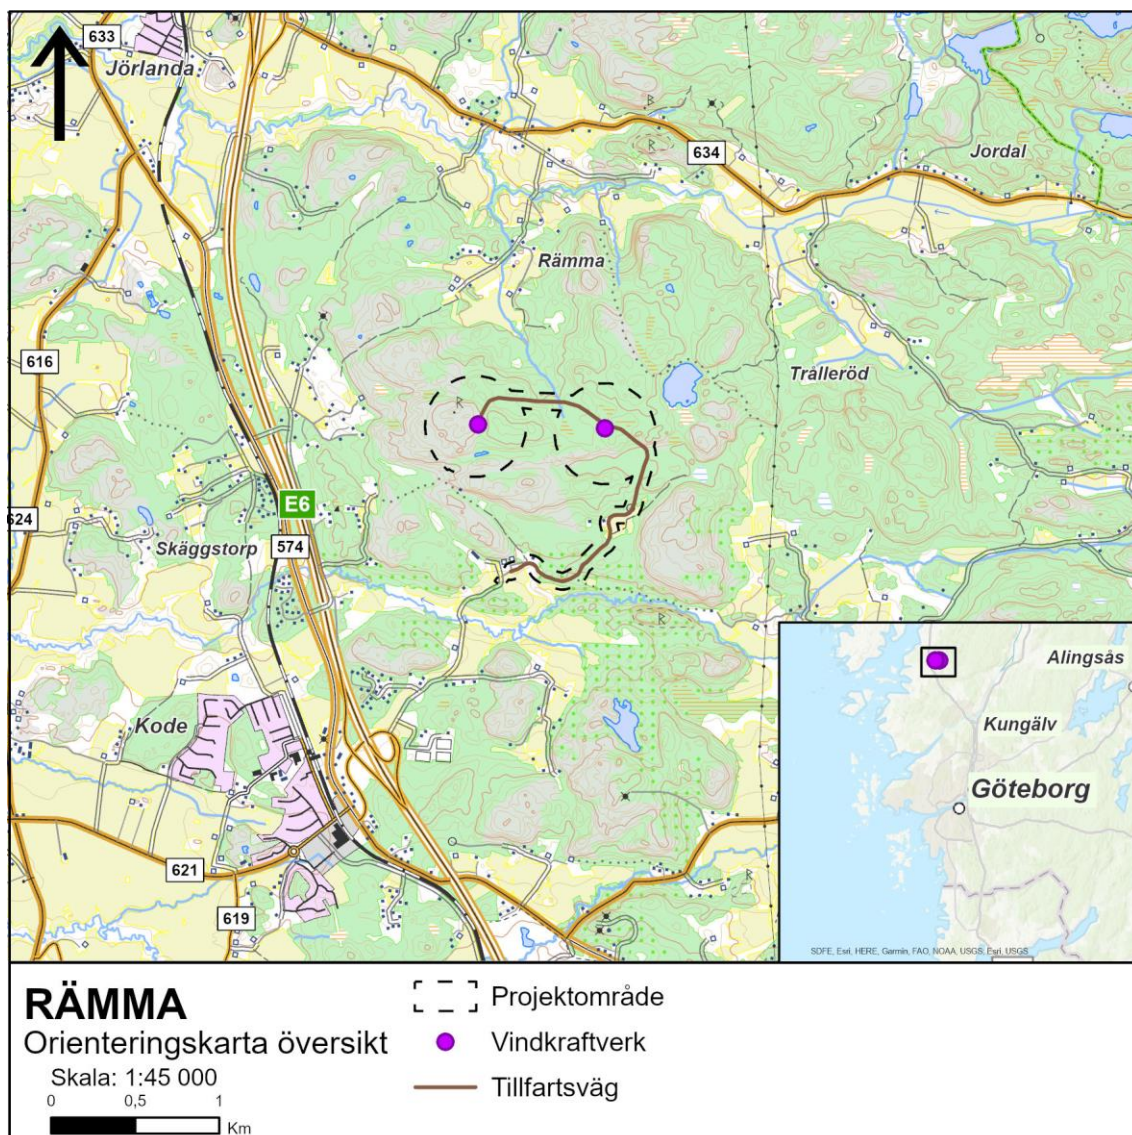 633
Jörlanda
634
Jordal
Rämma
616
Trålleröd
E6
624
Skäggstorp
574
Kode
621
619
Alingsås
Kungälv
Göteborg
SDFE, Esri, HERE, Garmin, FAO, NOAA, USGS, Esri, USGS
RÄMMA
Orienteringskarta översikt
Skala: 1:45 000
0 0,5 1
Km
Projektområde
Vindkraftverk
Tillfartsväg